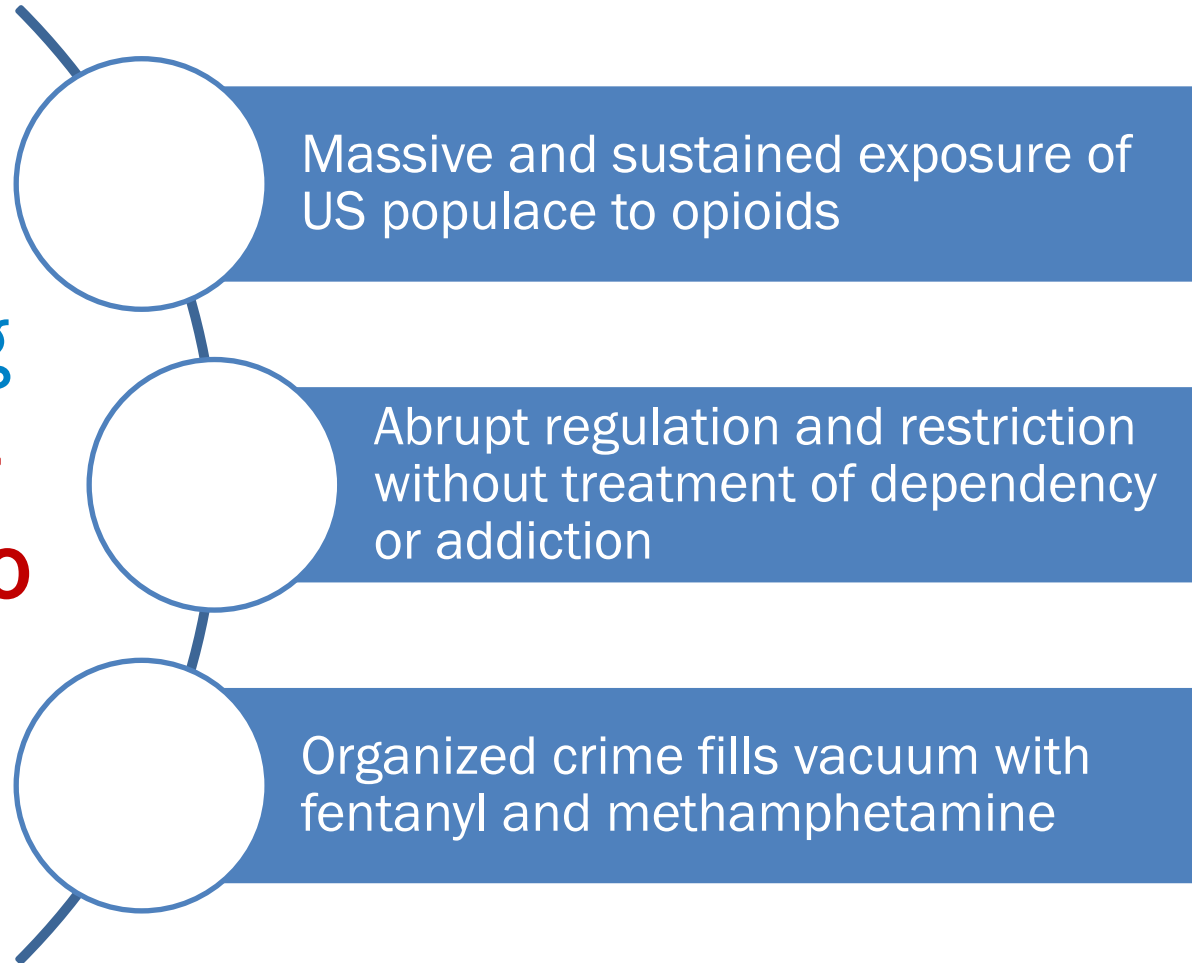 Massive and sustained exposure of
US populace to opioids
Abrupt regulation and restriction
without treatment of dependency
or addiction
Organized crime fills vacuum with
fentanyl and methamphetamine